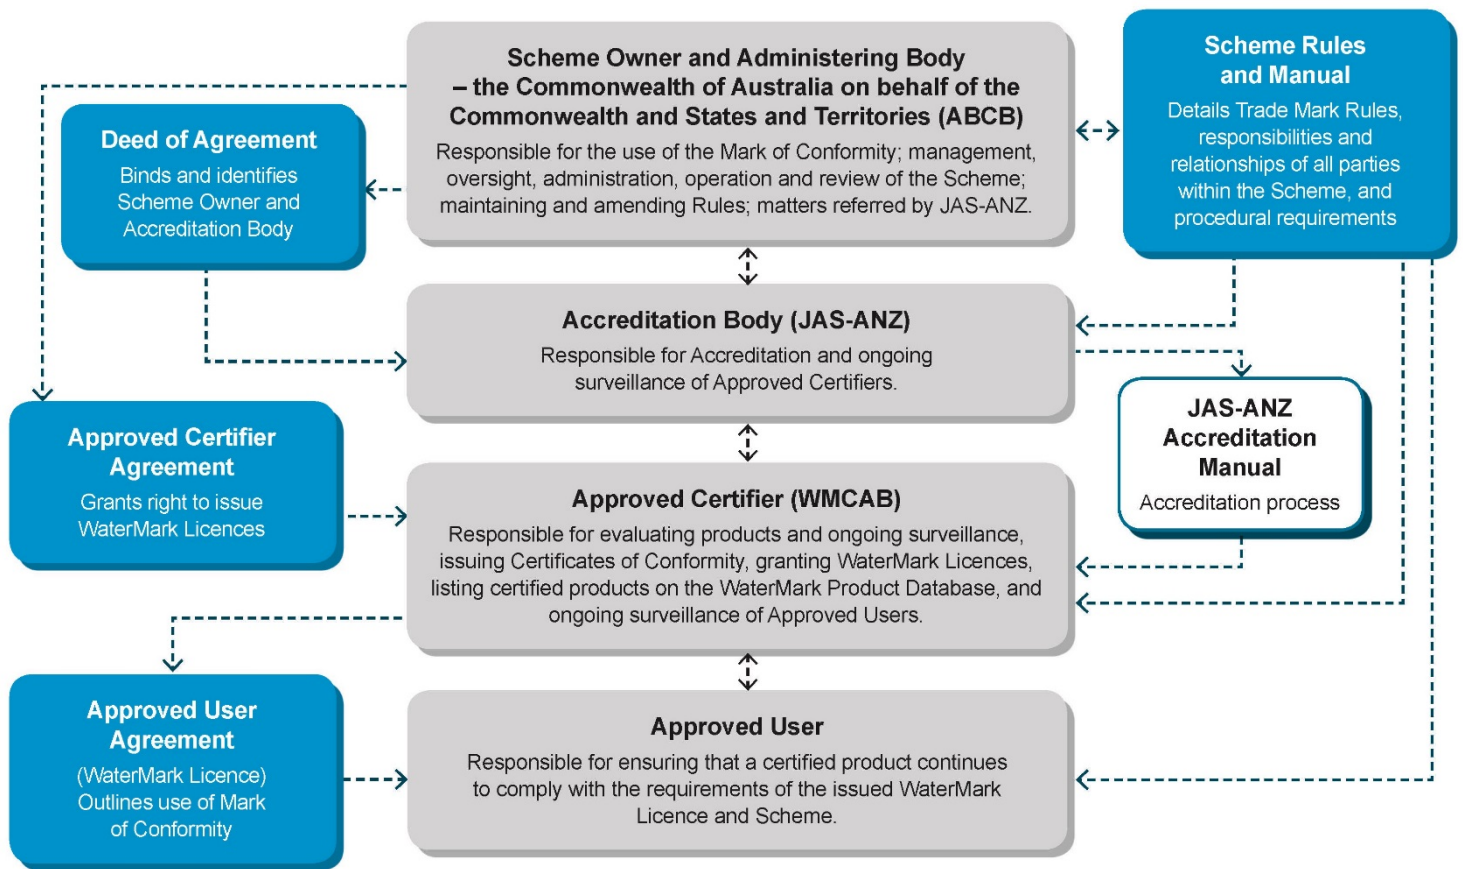 Scheme Owner and Administering Body
– the Commonwealth of Australia on behalf of the
Commonwealth and States and Territories (ABCB)
Responsible for the use of the Mark of Conformity; management,
oversight, administration, operation and review of the Scheme;
maintaining and amending Rules; matters referred by JAS-ANZ.
Scheme Rules
and Manual
Details Trade Mark Rules,
responsibilities and
relationships of all parties
within the Scheme, and
procedural requirements
Deed of Agreement
Binds and identifies
Scheme Owner and
Accreditation Body
Accreditation Body (JAS-ANZ)
Responsible for Accreditation and ongoing
surveillance of Approved Certifiers.
JAS-ANZ
Accreditation
Manual
Accreditation process
Approved Certifier
Agreement
Grants right to issue
WaterMark Licences
Approved Certifier (WMCAB)
Responsible for evaluating products and ongoing surveillance,
issuing Certificates of Conformity, granting WaterMark Licences,
listing certified products on the WaterMark Product Database, and
ongoing surveillance of Approved Users.
Approved User
Agreement
(WaterMark Licence)
Outlines use of Mark
of Conformity
Approved User
Responsible for ensuring that a certified product continues
to comply with the requirements of the issued WaterMark
Licence and Scheme.